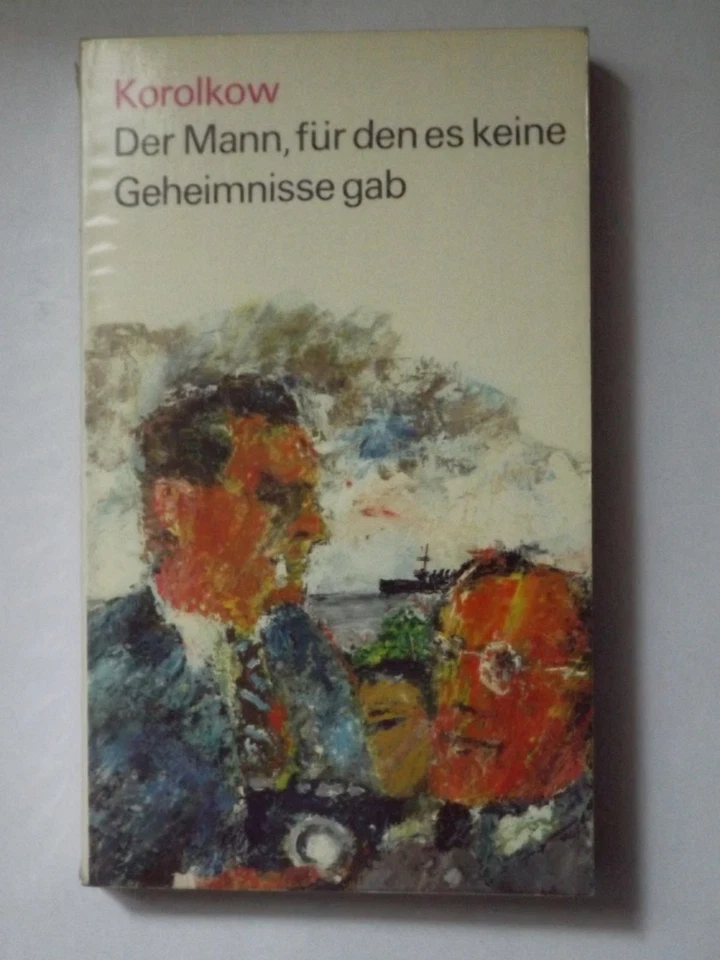 Korolkow
Der Mann, für den es keine
Geheimnisse gab